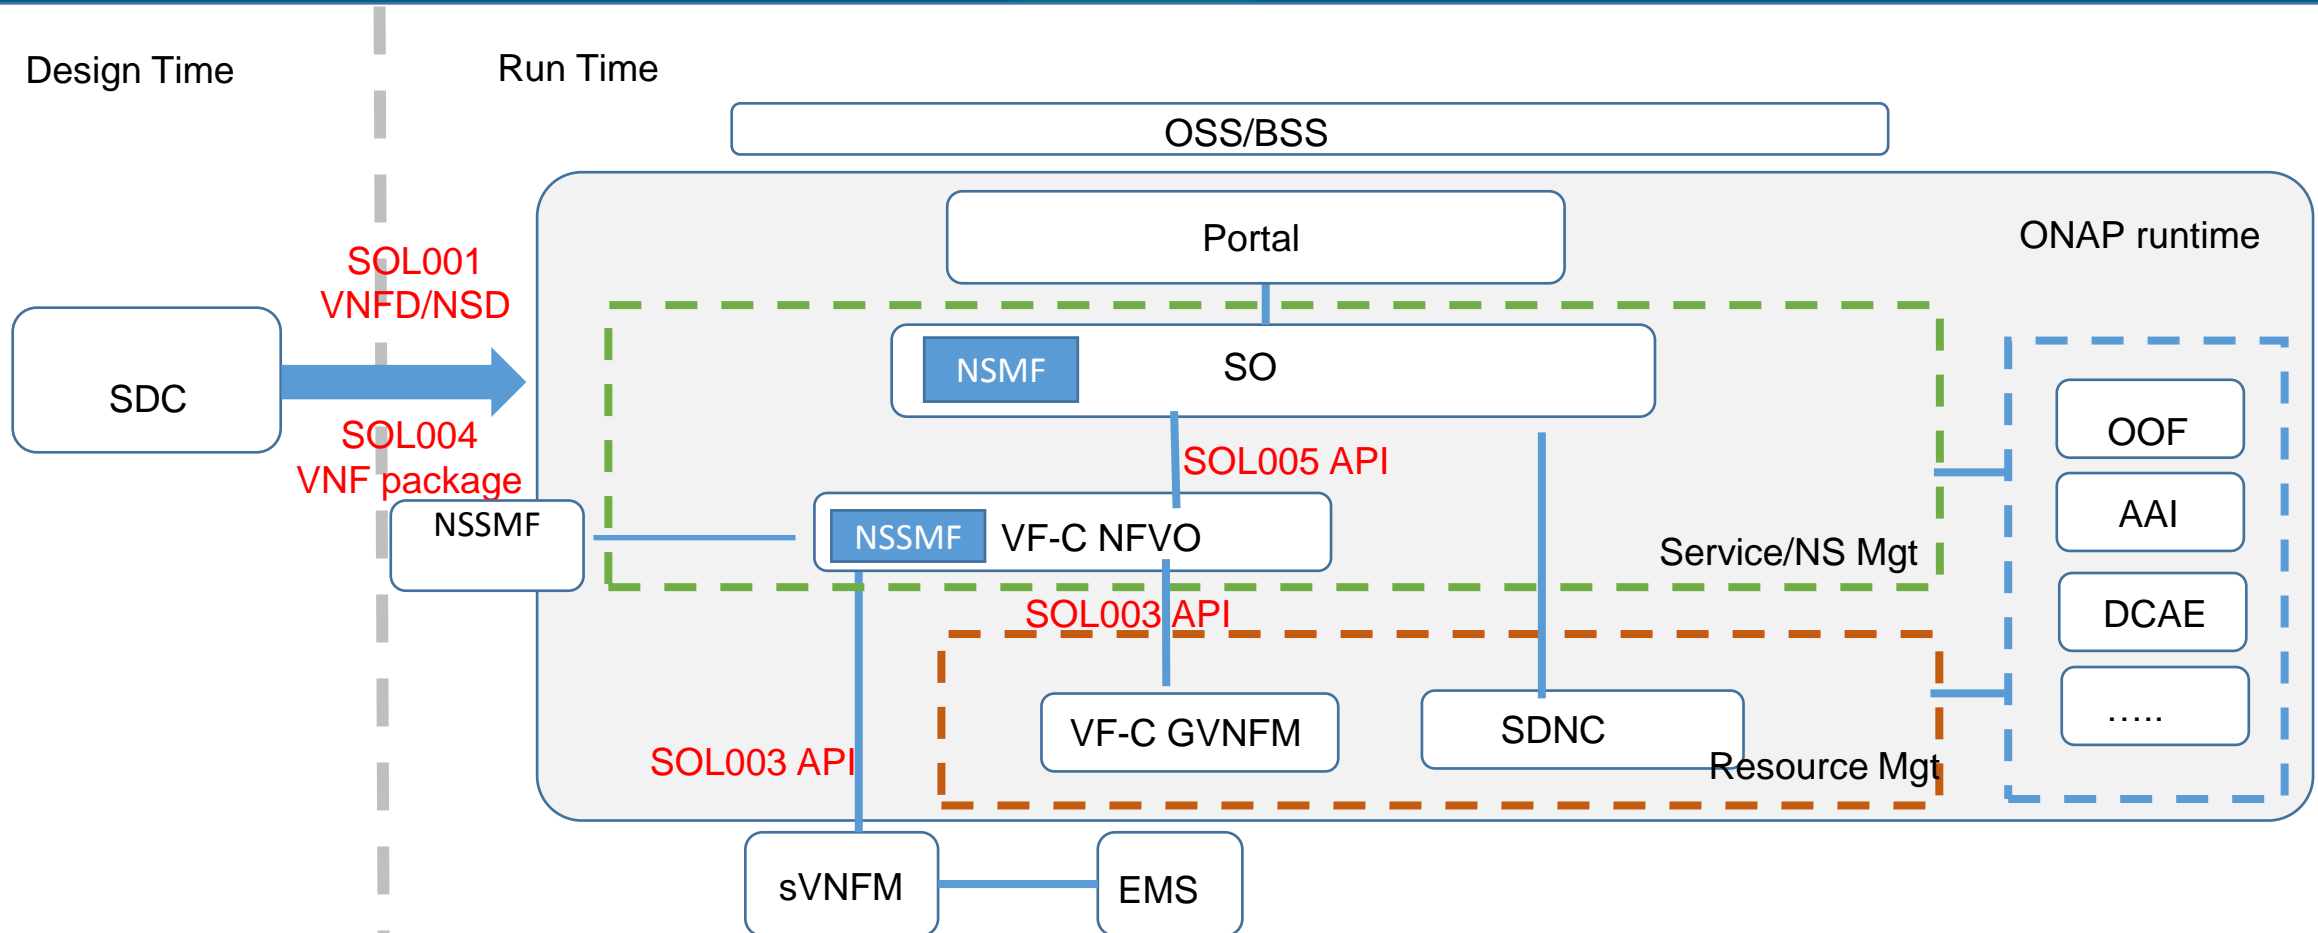 Design Time
Run Time
OSS/BSS
Portal
ONAP runtime
SOL001
VNFD/NSD
SDC
NSMF
SO
SOL004
VNF package
SOL005 API
OOF
AAI
NSSMF
NSSMF
VF-C NFVO
Service/NS Mgt
DCAE
SOL003 API
VF-C GVNFM
SDNC
.....
SOL003 API
Resource Mgt
sVNFM
EMS